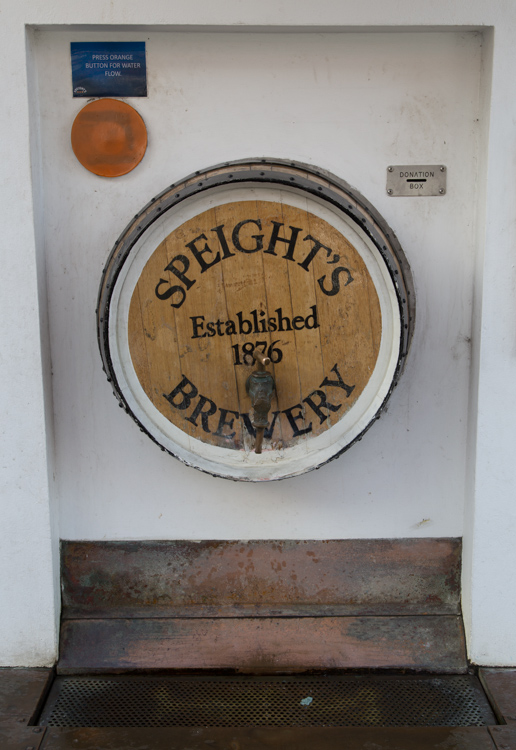 PRESS ORANGE
BUTTON FOR WATER
FLOW.
DONATION
BOX
SPEIGHT'S
Established
1876
BREWERY